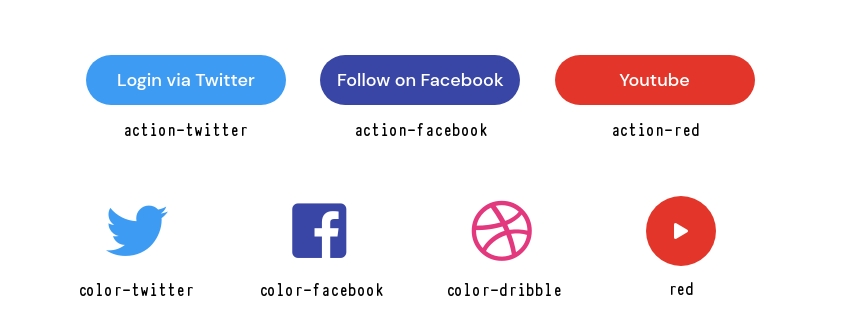 Login via Twitter
Follow on Facebook
Youtube
action-twitter
action-facebook
action-red
color-twitter
color-facebook
color-dribble
red